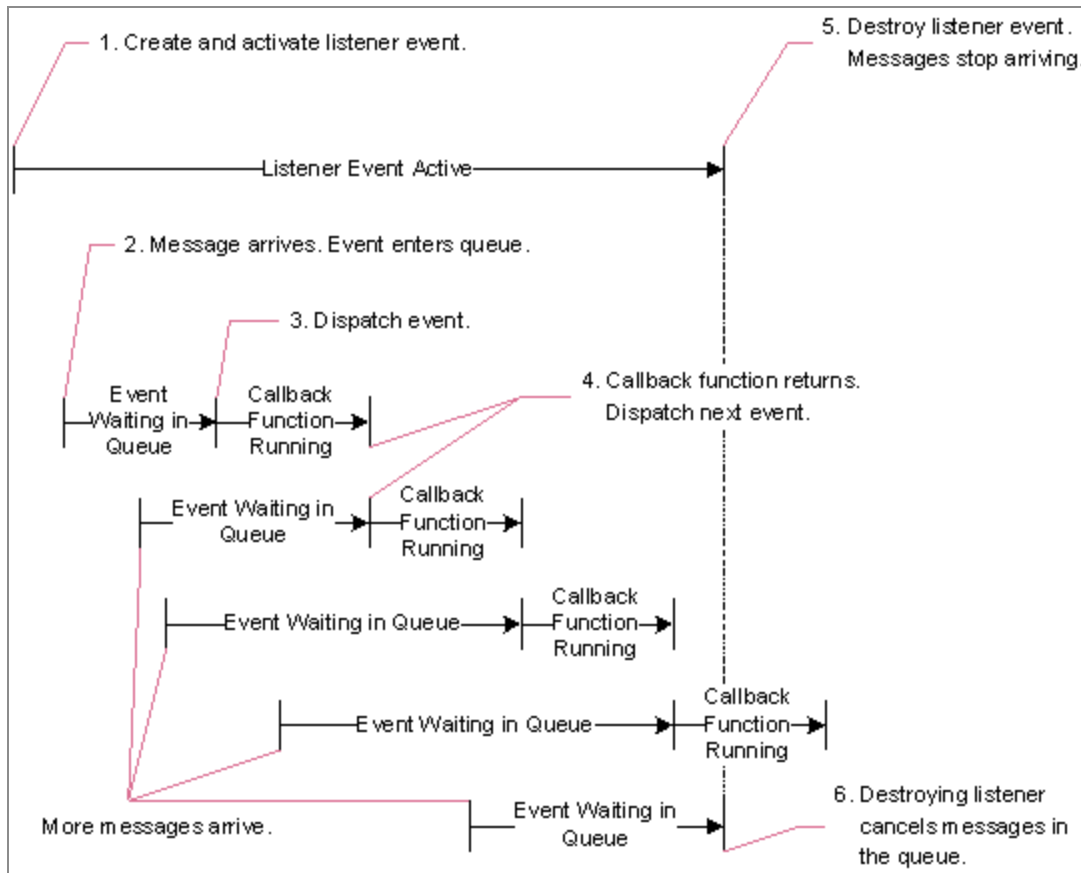 1. Create and activate listener event.
5. Destroy listener event.
Messages stop arriving.
Listener Event Active
2. Message arrives. Event enters queue.
3. Dispatch event.
4. Callback function returns.
Dispatch next event.
Event
Waiting in
Queue
Callback
Function
Running
Event Waiting in
Queue
Callback
Function
Running
Event Waiting in Queue
Callback
Function
Running
Event Waiting in Queue
Callback
Function
Running
More messages arrive.
Event Waiting in
Queue
6. Destroying listener
cancels messages in
the queue.